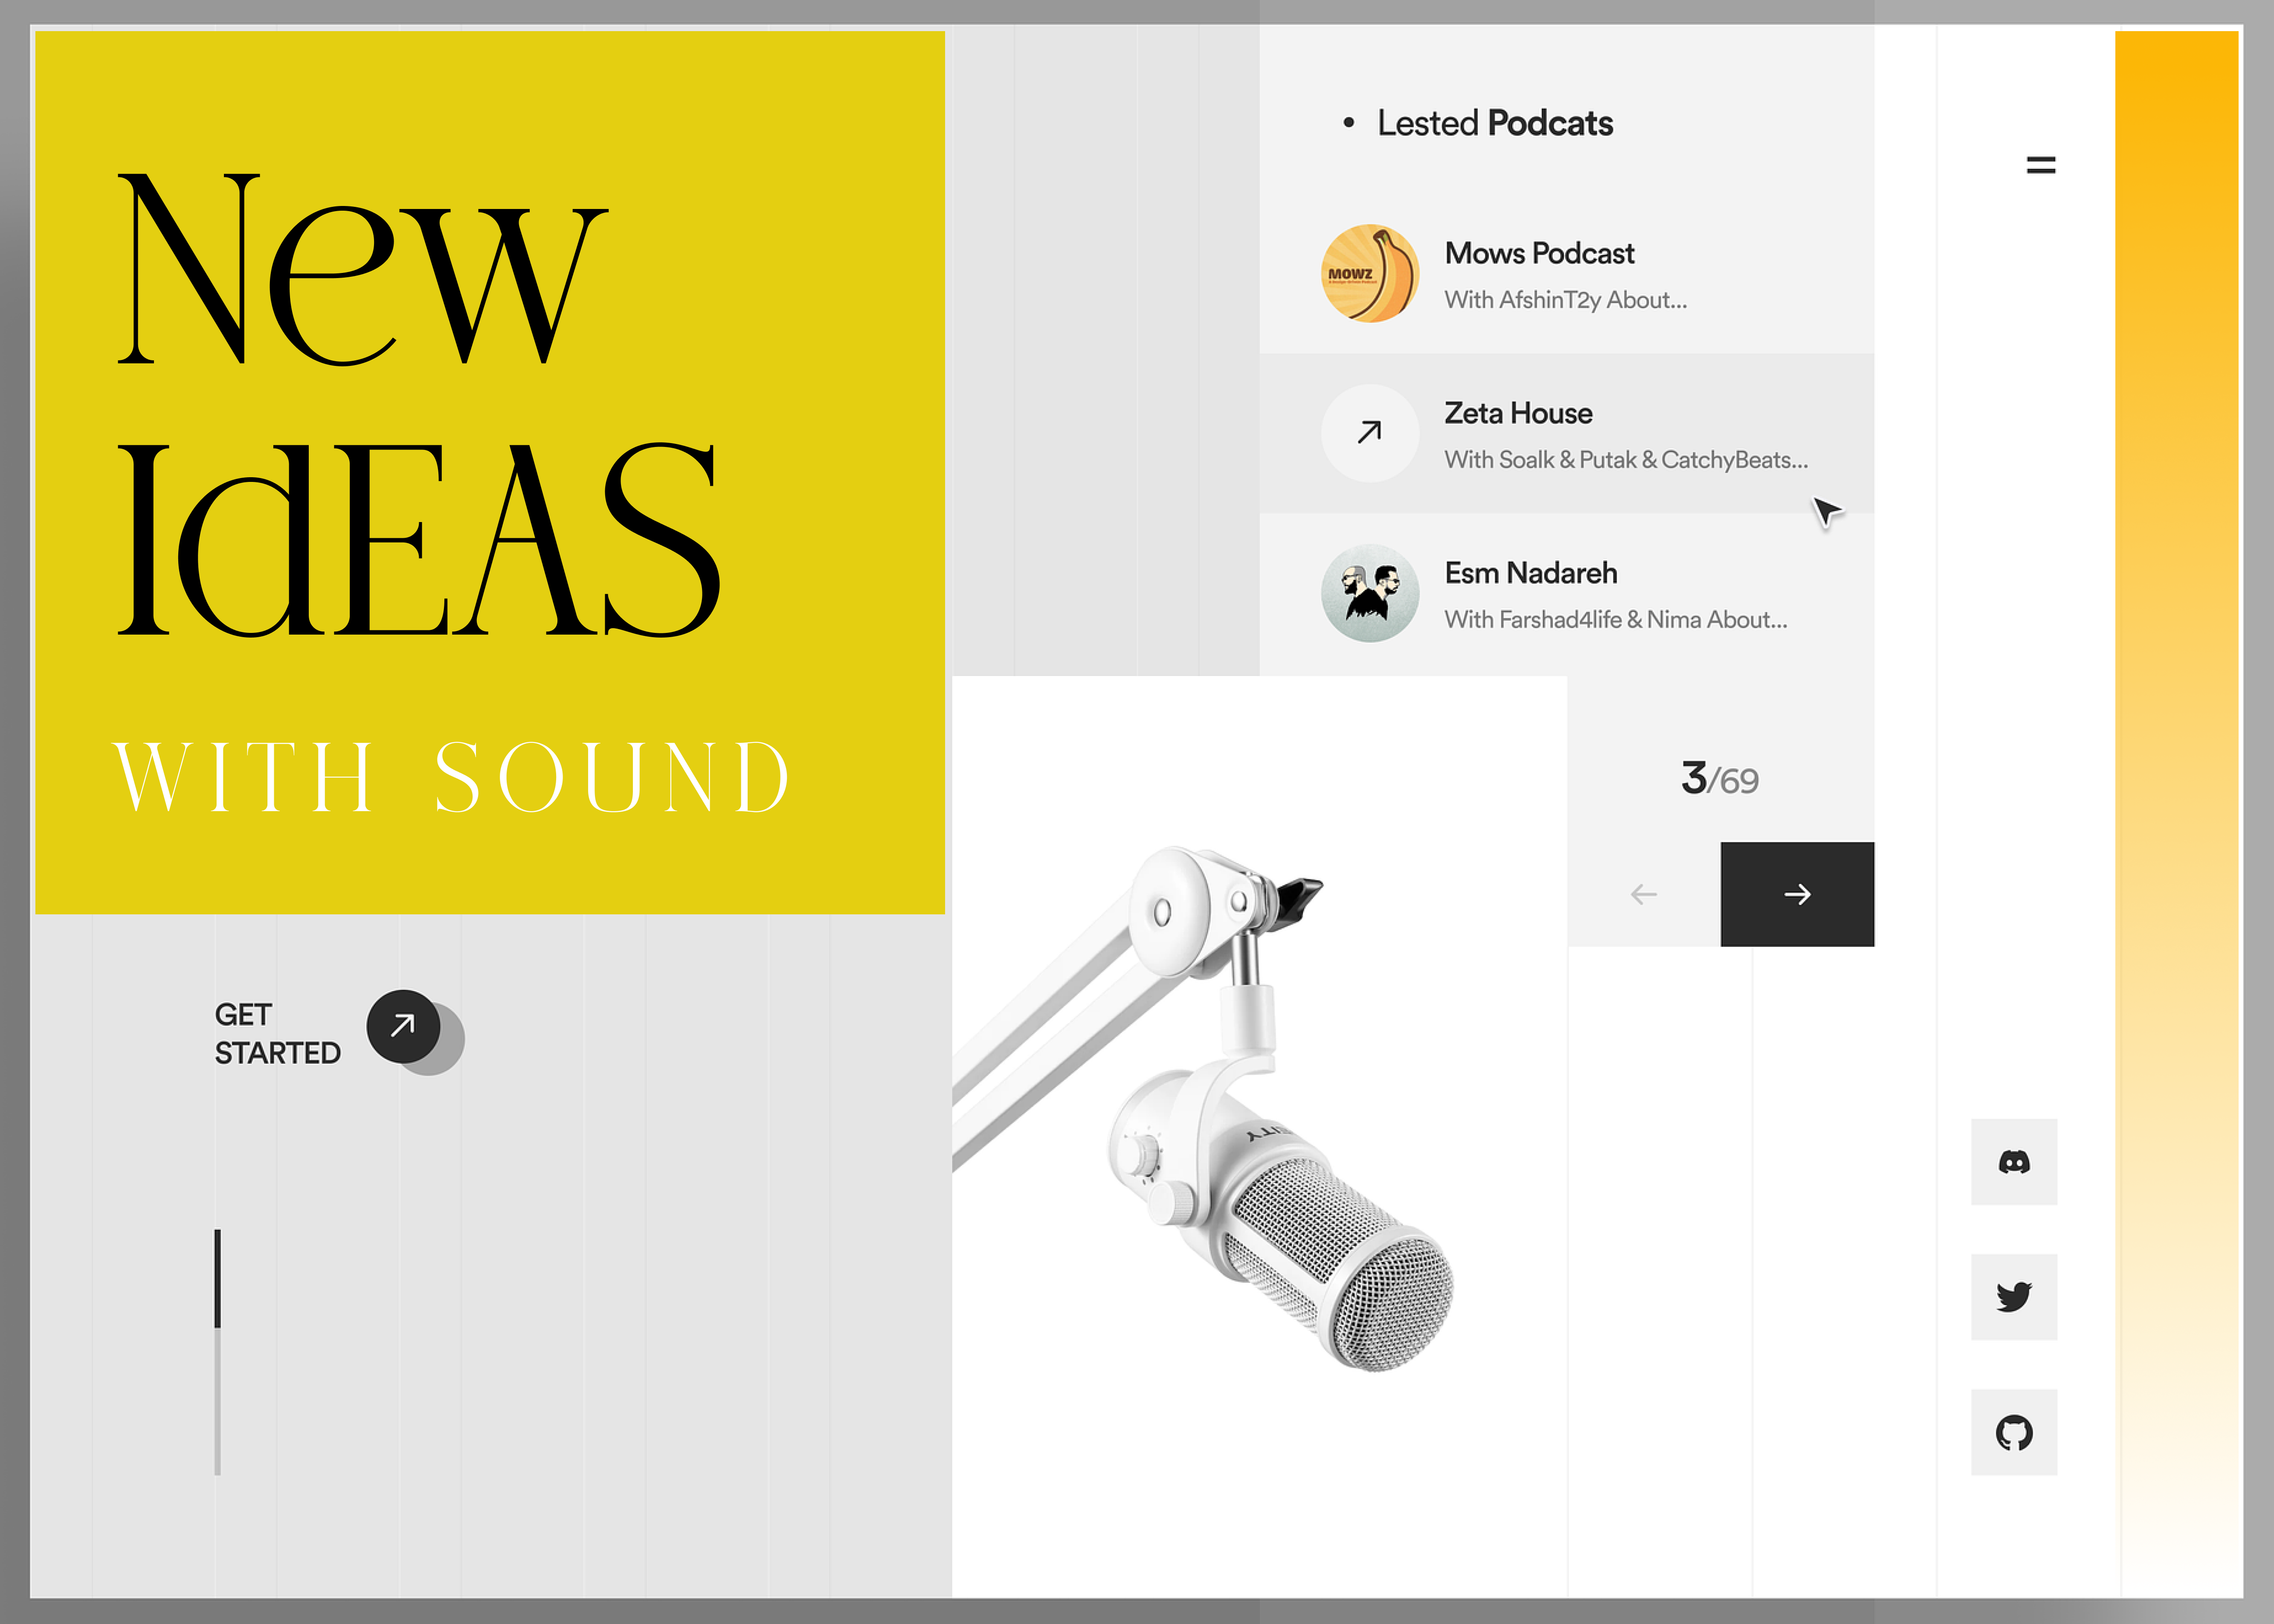 New
IdEAS
WITH SOUND
GET
STARTED
• Lested Podcats
MOWZ
Mows Podcast
With AfshinT2y About...
Zeta House
With Soalk & Putak & CatchyBeats...
Esm Nadareh
With Farshad4life & Nima About...
3/69